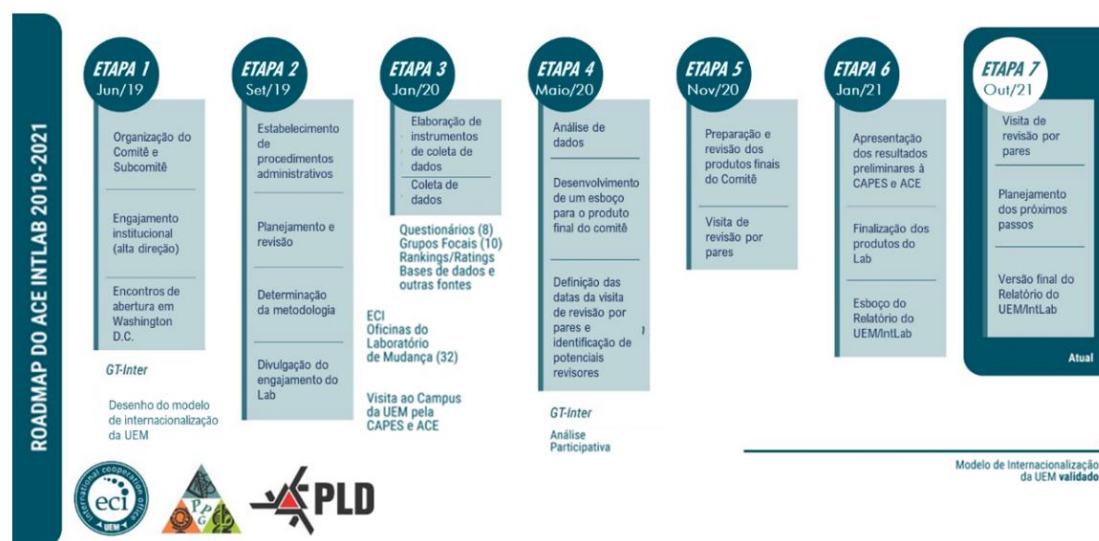 ROADMAP DO ACE INTLAB 2019-2021
ETAPA 1
Jun/19
Organização do
Comitê e
Subcomitê
Engajamento
institucional
(alta direção)
Encontros de
abertura em
Washington
D.C.
GT-Inter
Desenho do modelo
de internacionalização
da UEM
ETAPA 2
Set/19
Estabelecimento
de
procedimentos
administrativos
Planejamento e
revisão
Determinação
da metodologia
Divulgação do
engajamento do
Lab
ETAPA 3
Jan/20
Elaboração de
instrumentos
de coleta de
dados
Coleta de
dados
Questionários (8)
Grupos Focais (10)
Rankings/Ratings
Bases de dados e
outras fontes
ECI
Oficinas do
Laboratório
de Mudança (32)
Visita ao Campus
da UEM pela
CAPES e ACE
ETAPA 4
Maio/20
Análise de
dados
Desenvolvimento
de um esboço
para o produto
final do comitê
Definição das
datas da visita
de revisão por
pares e
identificação de
potenciais
revisores
GT-Inter
Análise
Participativa
ETAPA 5
Nov/20
Preparação e
revisão dos
produtos finais
do Comitê
Visita de
revisão por
pares
ETAPA 6
Jan/21
Apresentação
dos resultados
preliminares à
CAPES e ACE
Finalização dos
produtos do
Lab
Esboço do
Relatório do
UEM/IntLab
ETAPA 7
Out/21
Visita de
revisão por
pares
Planejamento
dos próximos
passos
Versão final do
Relatório do
UEM/IntLab
Atual
Modelo de Internacionalização
da UEM validado
international cooperation office
eci
UEM
PPG
PLD